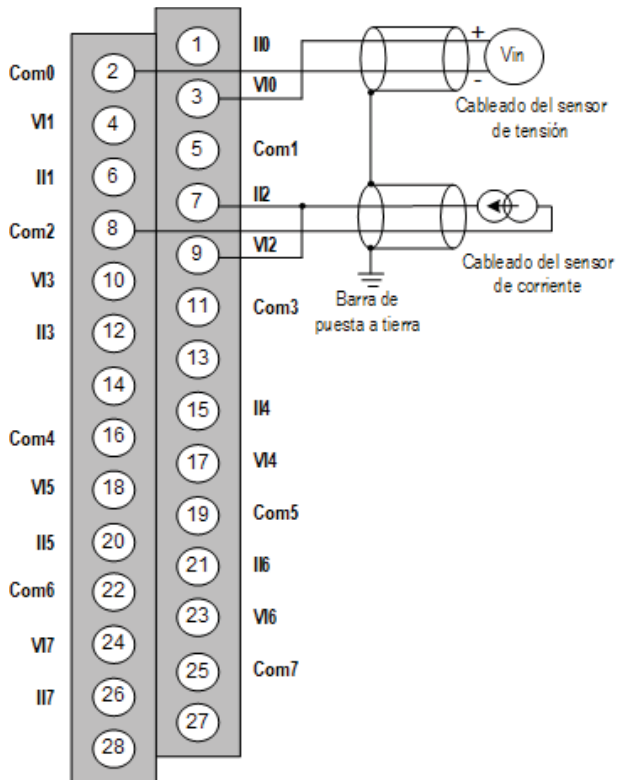 1 II0
Com0 2
3 VI0
VI1 4
5 Com1
II1 6
7 II2
Com2 8
9 VI2
VI3 10
11 Com3
II3 12
13
14
15 II4
Com4 16
17 VI4
VI5 18
19 Com5
II5 20
21 II6
Com6 22
23 VI6
VI7 24
25 Com7
II7 26
27
28
+
Vin
-
Cableado del sensor
de tensión
Cableado del sensor
de corriente
Barra de
puesta a tierra